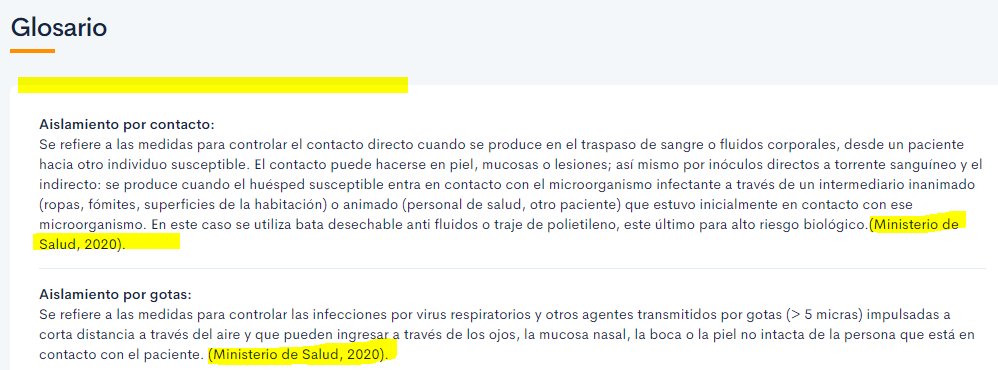 Glosario
Aislamiento por contacto:
Se refiere a las medidas para controlar el contacto directo cuando se produce en el traspaso de sangre o fluidos corporales, desde un paciente
hacia otro individuo susceptible. El contacto puede hacerse en piel, mucosas o lesiones; así mismo por inóculos directos a torrente sanguíneo y el
indirecto: se produce cuando el huésped susceptible entra en contacto con el microorganismo infectante a través de un intermediario inanimado
(ropas, fómites, superficies de la habitación) o animado (personal de salud, otro paciente) que estuvo inicialmente en contacto con ese
microorganismo. En este caso se utiliza bata desechable anti fluidos o traje de polietileno, este último para alto riesgo biológico.(Ministerio de
Salud, 2020).
Aislamiento por gotas:
Se refiere a las medidas para controlar las infecciones por virus respiratorios y otros agentes transmitidos por gotas (> 5 micras) impulsadas a
corta distancia a través del aire y que pueden ingresar a través de los ojos, la mucosa nasal, la boca o la piel no intacta de la persona que está en
contacto con el paciente. (Ministerio de Salud, 2020).